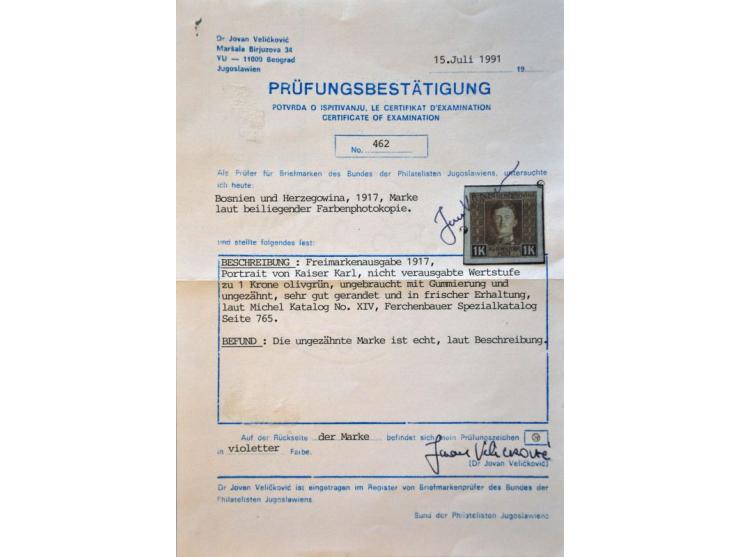 Dr Jovan Veličković
Maršala Birjuzova 34
YU — 11000 Beograd
Jugoslawien
15.Juli 1991
19
PRÜFUNGSBESTÄTIGUNG
POTVRDA O ISPITIVANJU, LE CERTIFIKAT D'EXAMINATION
CERTIFICATE OF EXAMINATION
No. 462
Als Prüfer für Briefmarken des Bundes der Philatelisten Jugoslawiens, untersuchte
ich heute:
Bosnien und Herzegowina, 1917, Marke
laut beiliegender Farbenphotokopie.
1K 1K
und stellte folgendes fest:
BESCHREIBUNG : Freimarkenausgabe 1917,
Portrait von Kaiser Karl, nicht verausgabte Wertstufe
zu 1 Krone olivgrün, ungebraucht mit Gummierung und
ungezähnt, sehr gut gerandet und in frischer Erhaltung,
laut Michel Katalog No. XIV, Ferchenbauer Spezialkatalog
Seite 765.
BEFUND : Die ungezähnte Marke ist echt, laut Beschreibung.
Auf der Rückseite der Marke befindet sich mein Prüfungszeichen
in violetter Farbe.
Jovan Veličković
(Dr Jovan Veličković)
Dr Jovan Veličković ist eingetragen im Register von Briefmarkenprüfer des Bundes der
Philatelisten Jugoslawiens.
Bund der Philatelisten Jugoslawiens